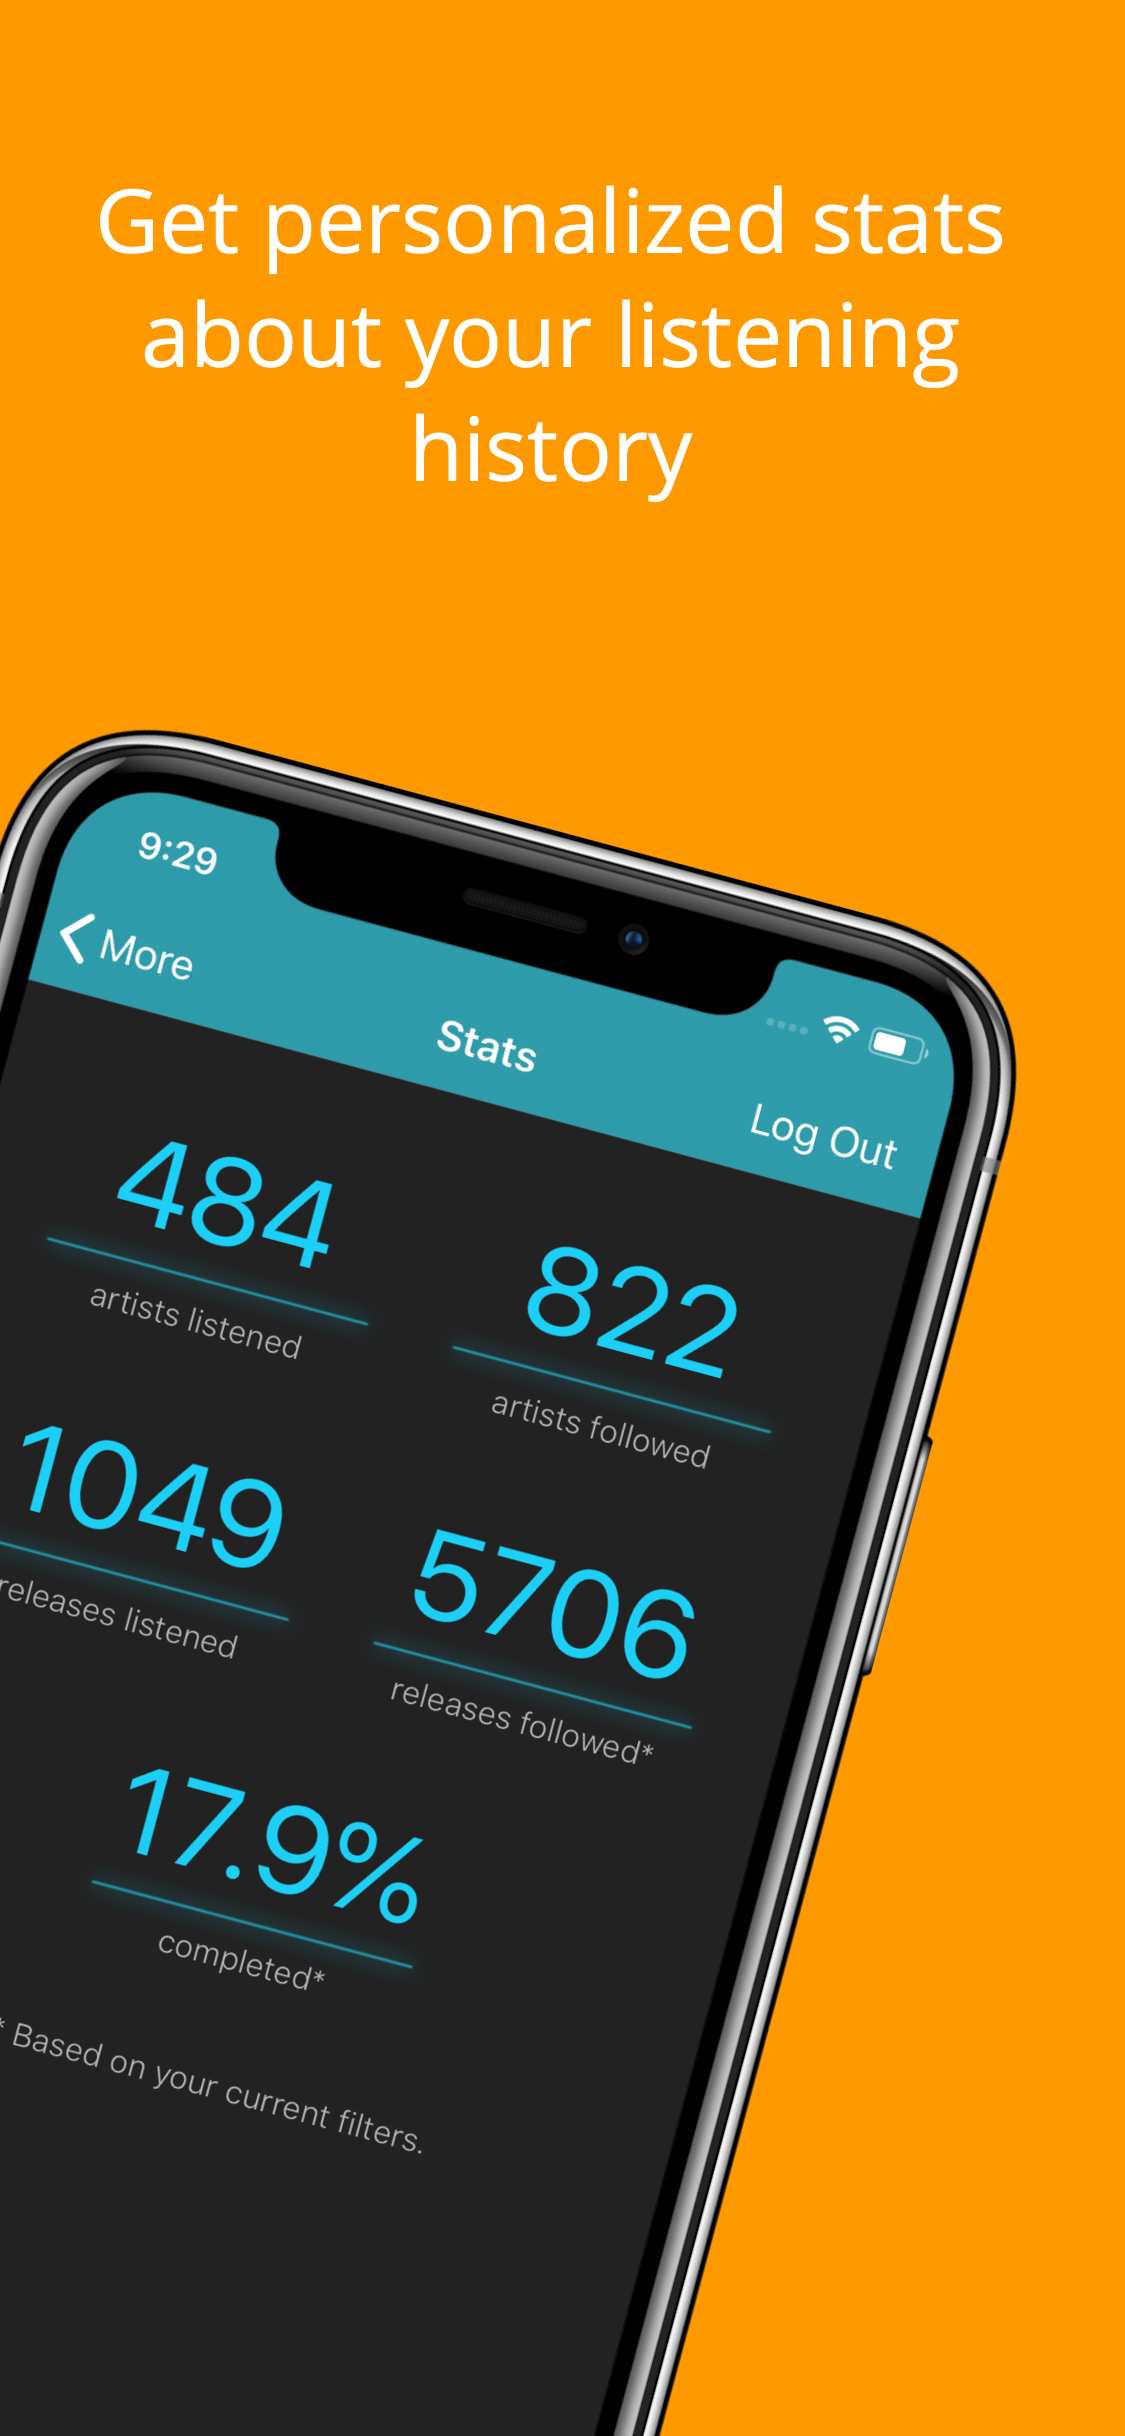 Get personalized stats
about your listening
history
9:29
More
Stats
Log Out
484
artists listened
822
artists followed
1049
releases listened
5706
releases followed*
17.9%
completed*
* Based on your current filters.